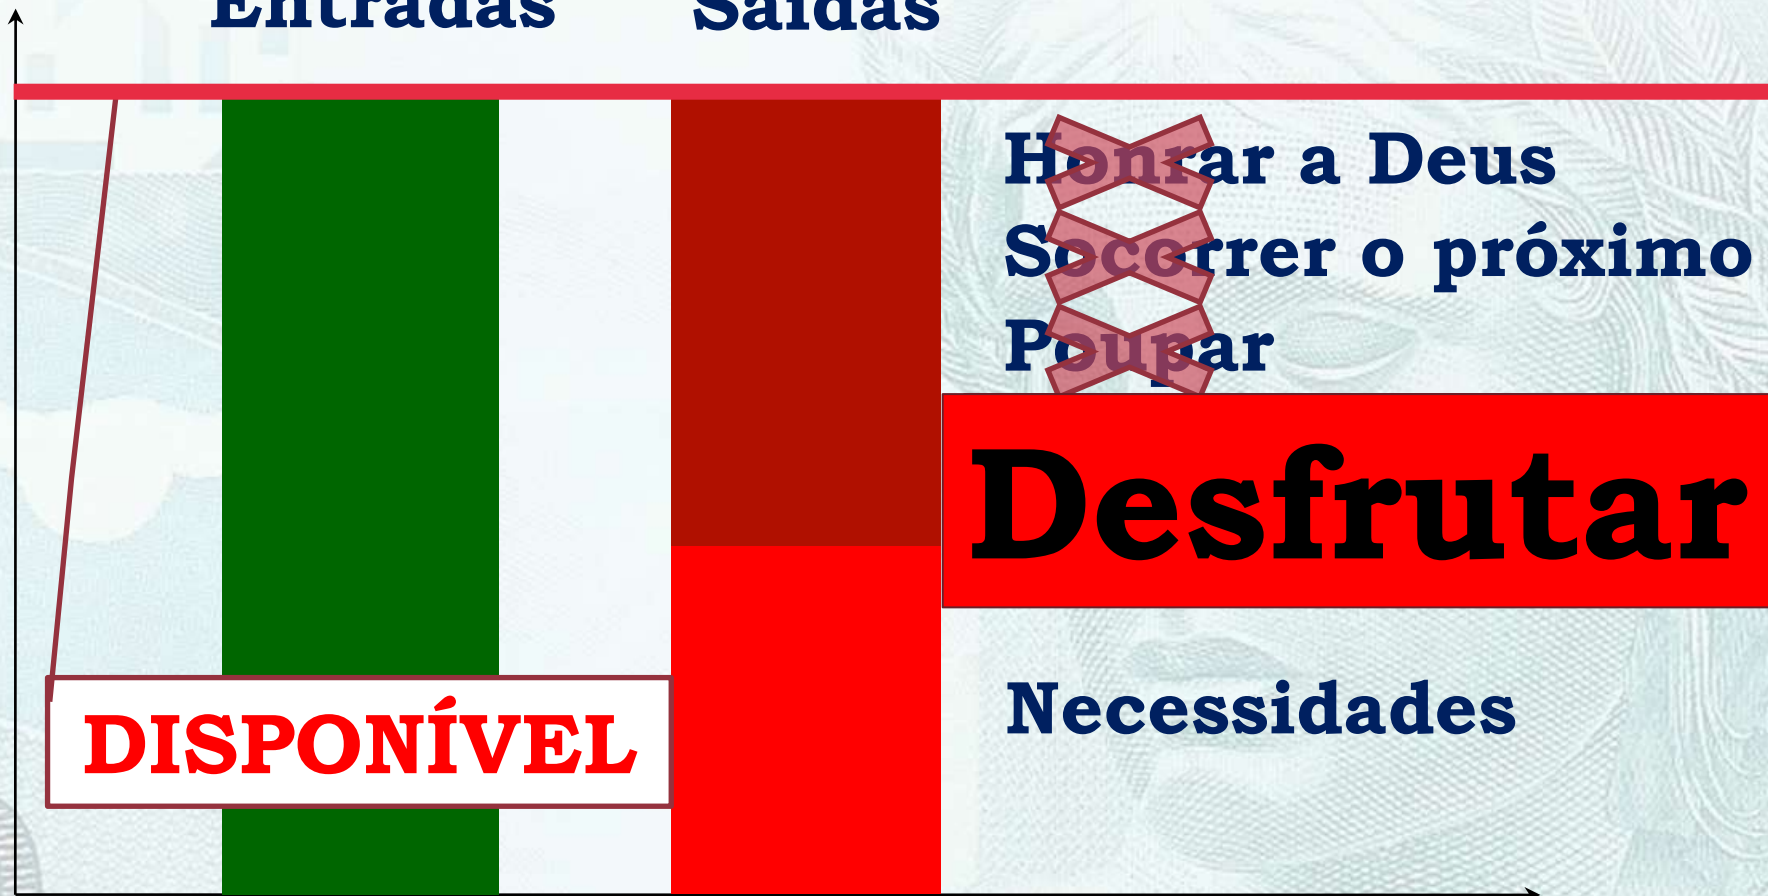 Entradas Saídas
Honrar a Deus
Socorrer o próximo
Poupar
Desfrutar
Necessidades
DISPONÍVEL